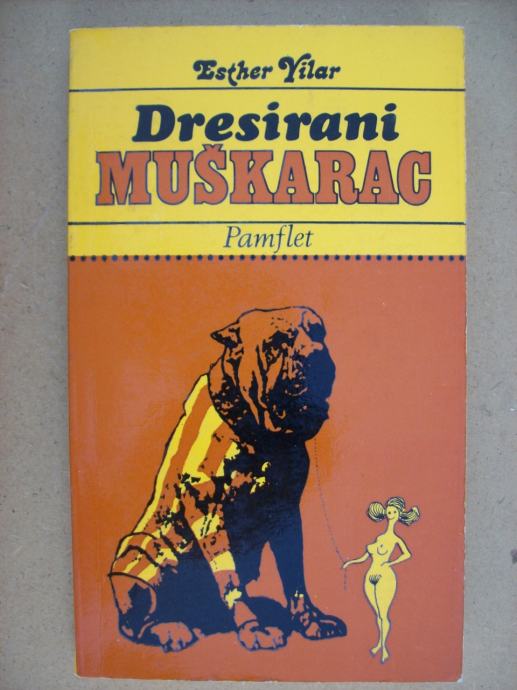 Esther Vilar
Dresirani
MUŠKARAC
Pamflet